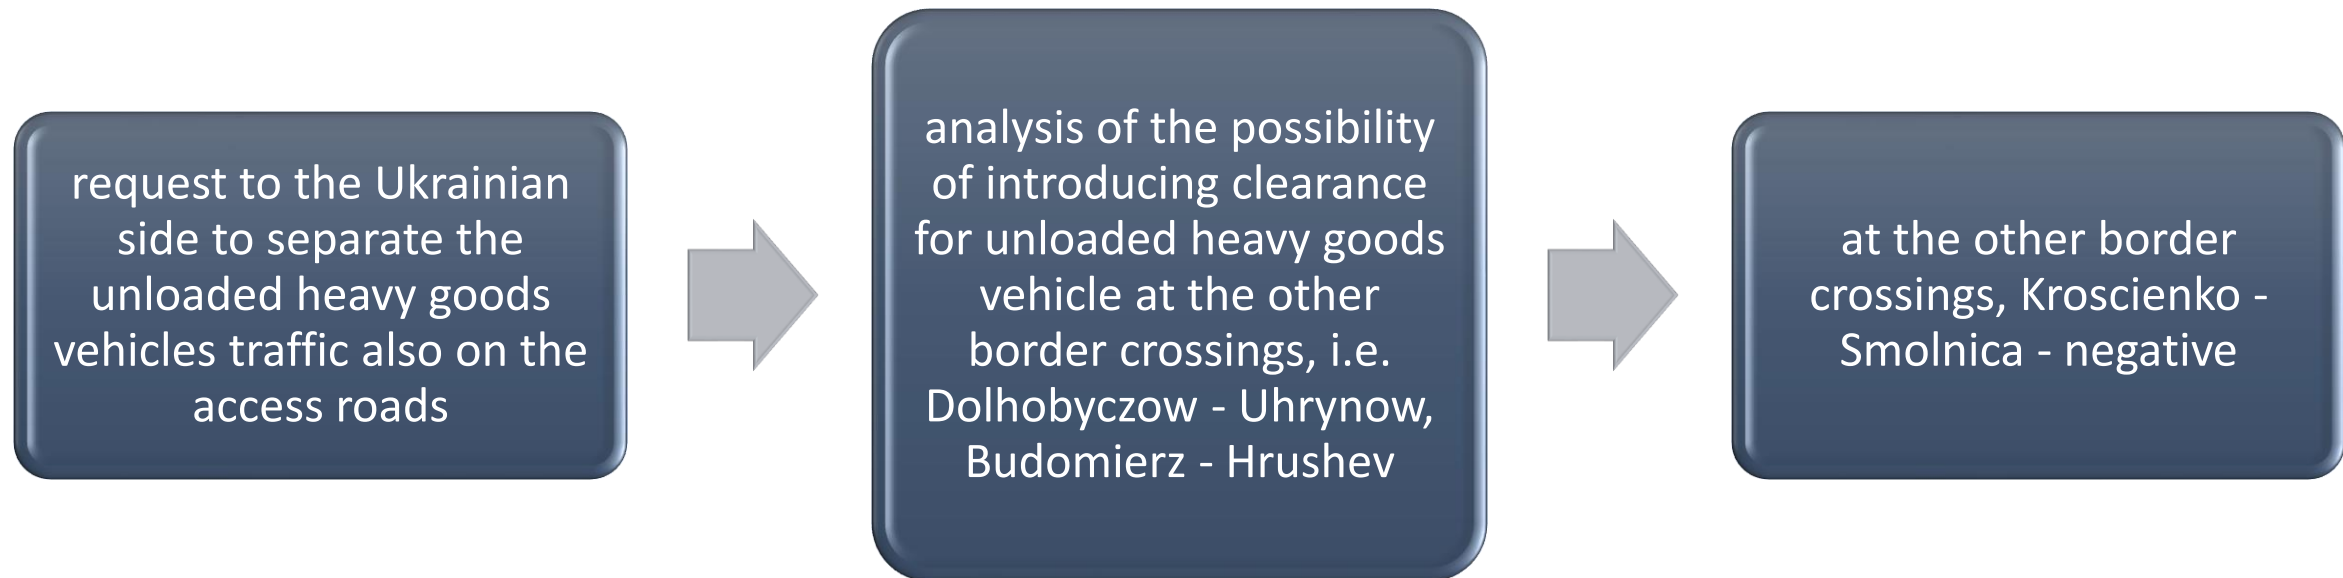 request to the Ukrainian
side to separate the
unloaded heavy goods
vehicles traffic also on the
access roads
analysis of the possibility
of introducing clearance
for unloaded heavy goods
vehicle at the other
border crossings, i.e.
Dolhobyczow - Uhrynow,
Budomierz - Hrushev
at the other border
crossings, Kroscienko -
Smolnica - negative